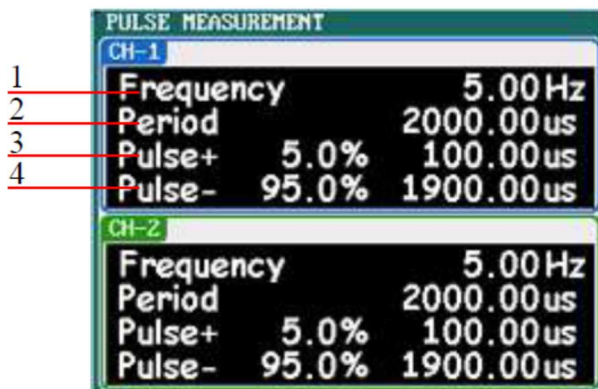 PULSE MEASUREMENT
CH-1
1 Frequency 5.00Hz
2 Period 2000.00us
3 Pulse+ 5.0% 100.00us
4 Pulse- 95.0% 1900.00us
CH-2
Frequency 5.00Hz
Period 2000.00us
Pulse+ 5.0% 100.00us
Pulse- 95.0% 1900.00us